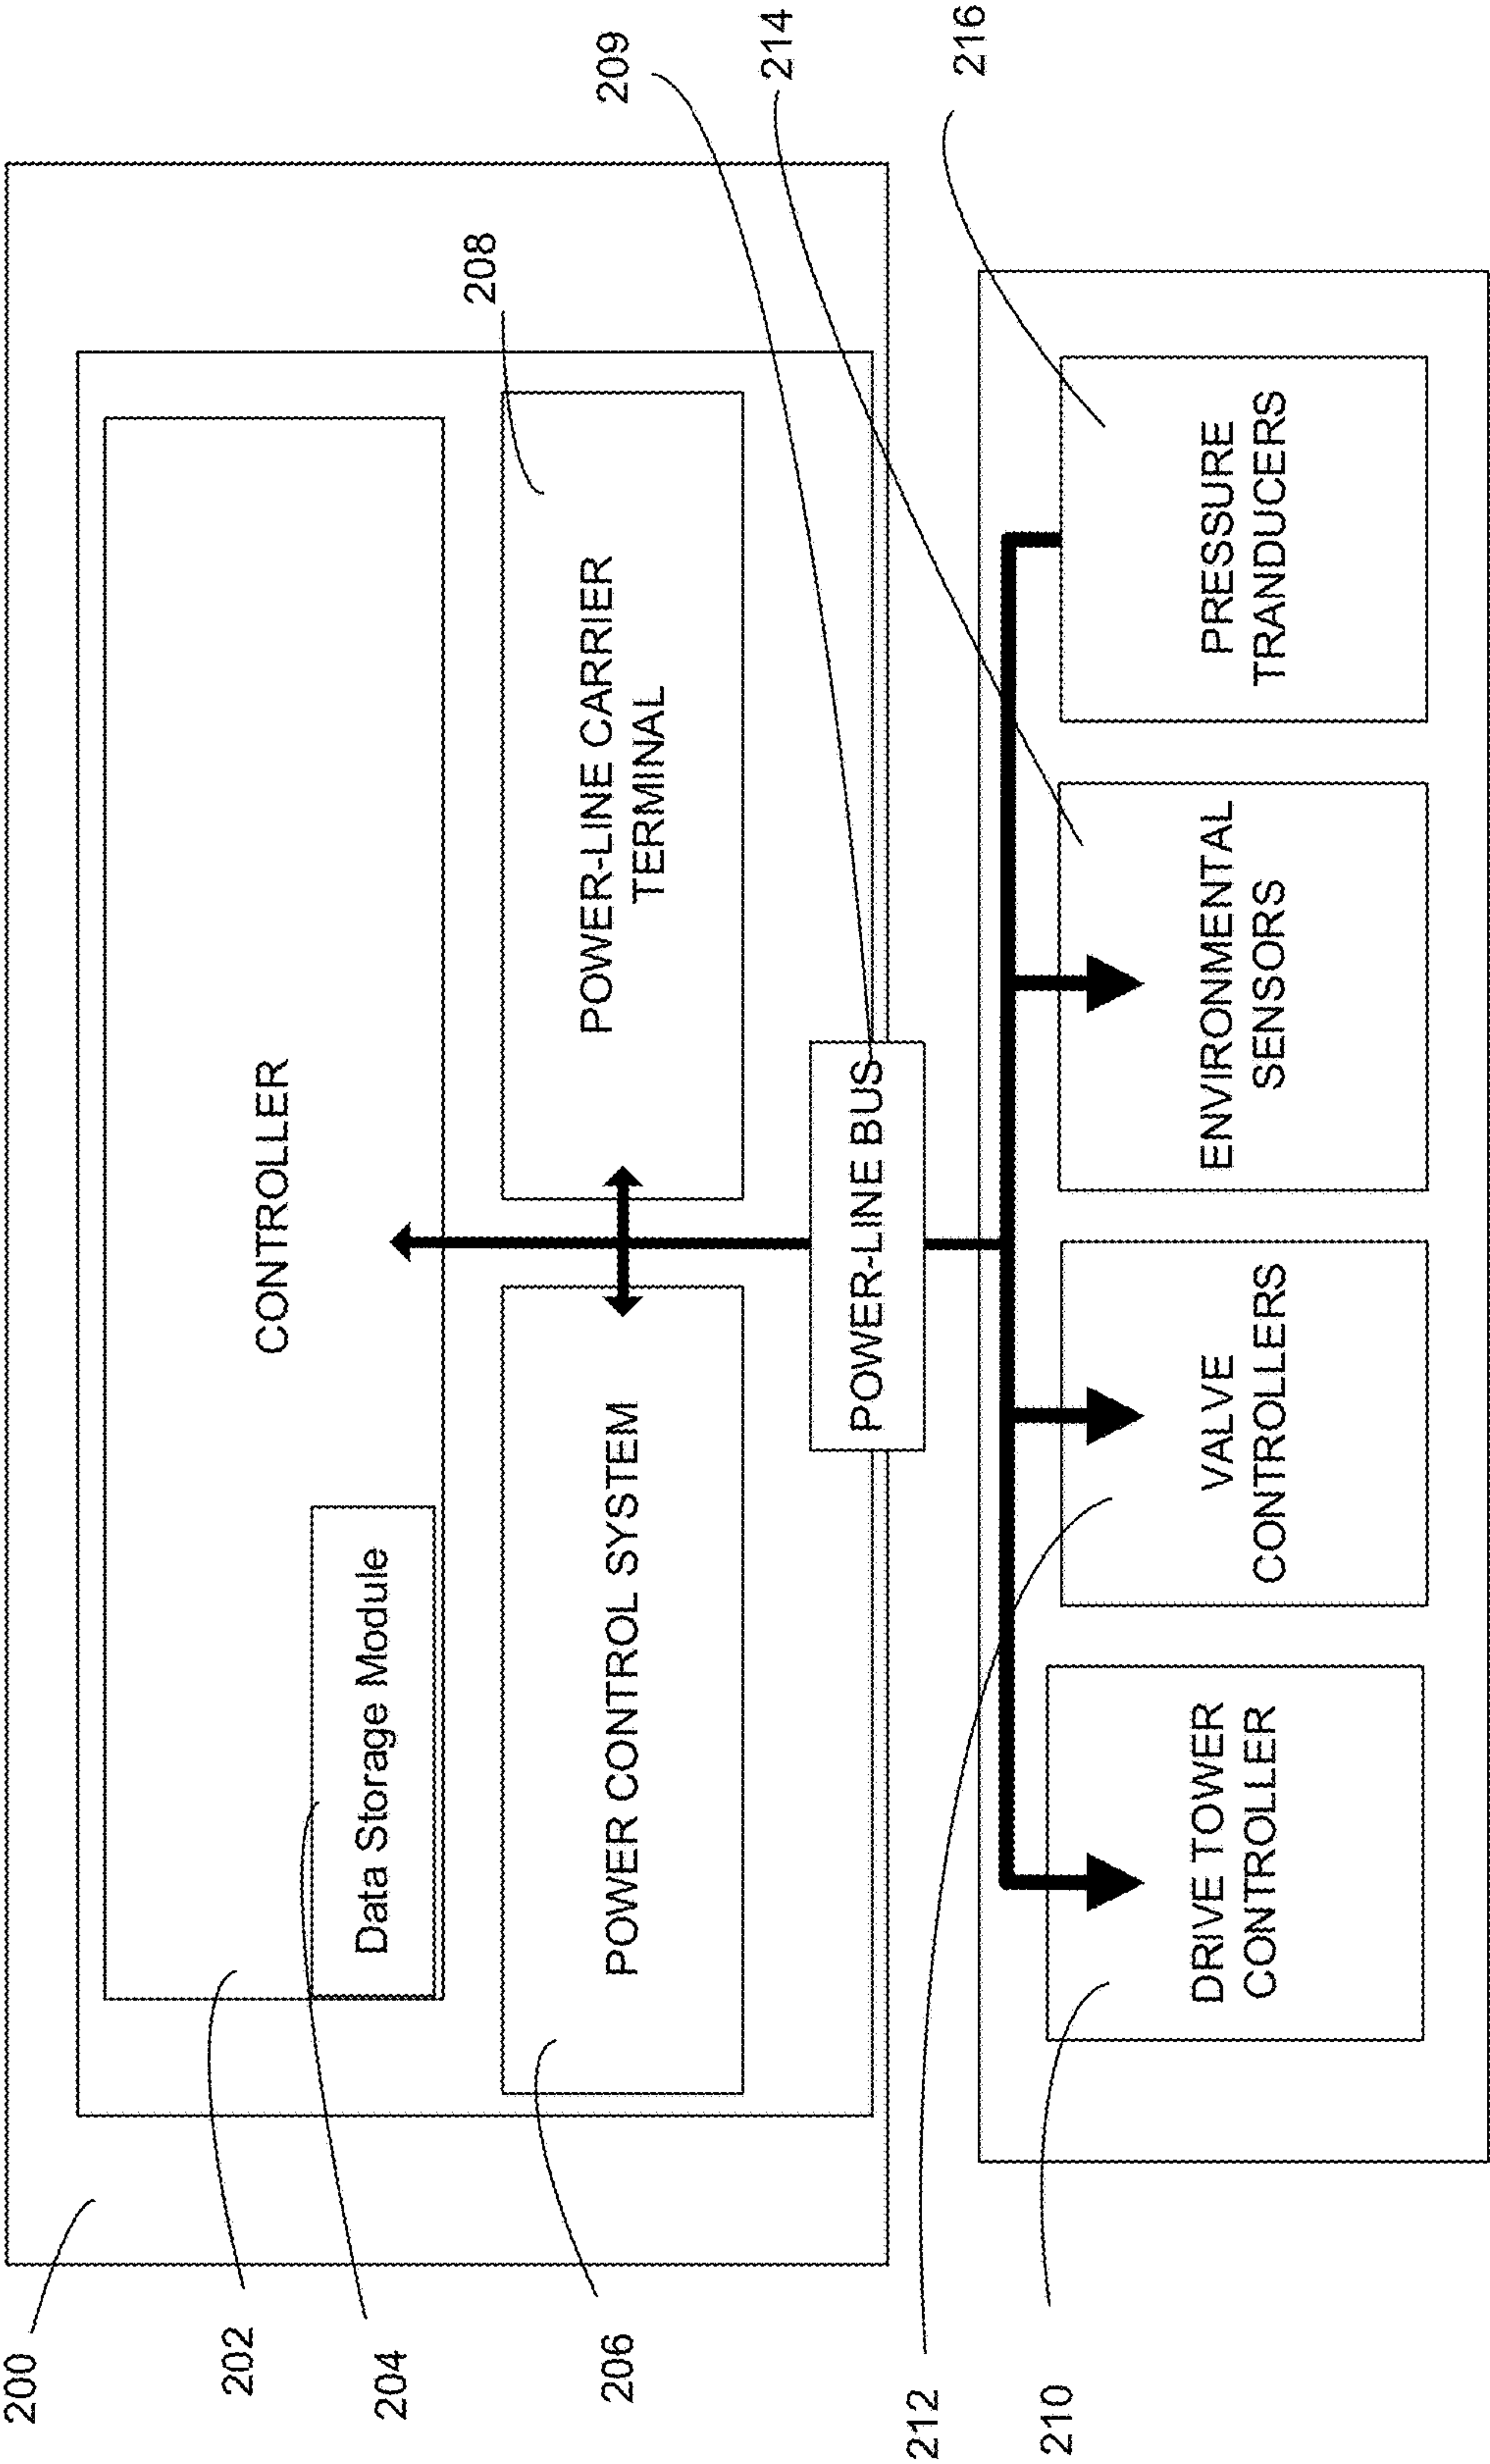 200
202
204
206
208
209
214
216
212
210
CONTROLLER
Data Storage Module
POWER CONTROL SYSTEM
POWER-LINE CARRIER
TERMINAL
POWER-LINE BUS
DRIVE TOWER
CONTROLLER
VALVE
CONTROLLERS
ENVIRONMENTAL
SENSORS
PRESSURE
TRANDUCERS